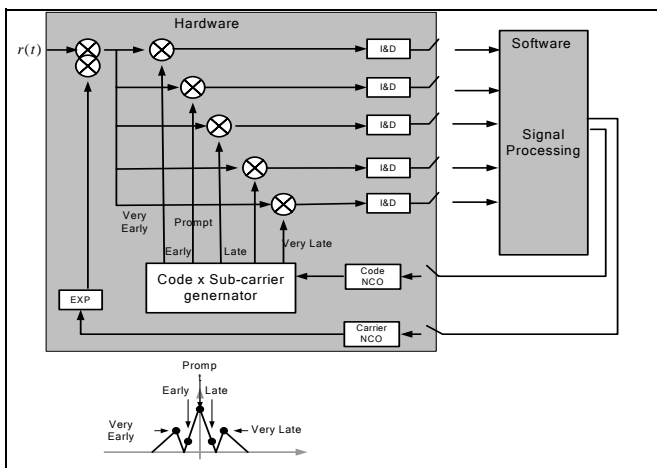 Hardware
r(t)
I&D
Software
I&D
I&D
Signal
Processing
I&D
I&D
Very
Early
Prompt
Early
Late
Very Late
Code x Sub-carrier
genernator
Code
NCO
EXP
Carrier
NCO
Promp
t
Early
Late
Very
Early
Very Late